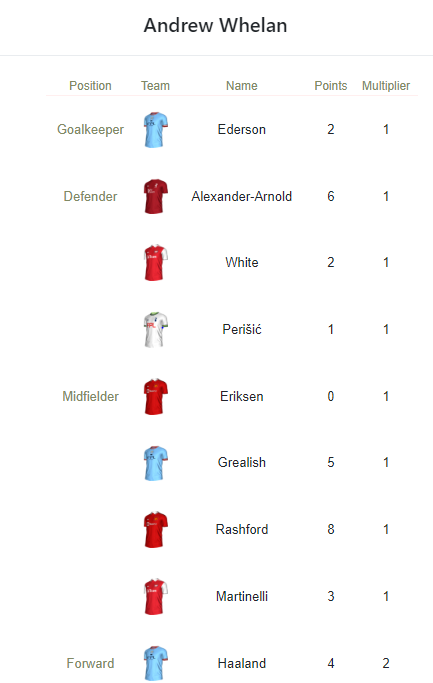 Andrew Whelan
Position Team Name Points Multiplier
Goalkeeper Ederson 2 1
Defender Alexander-Arnold 6 1
White 2 1
Perišić 1 1
Midfielder Eriksen 0 1
Grealish 5 1
Rashford 8 1
Martinelli 3 1
Forward Haaland 4 2